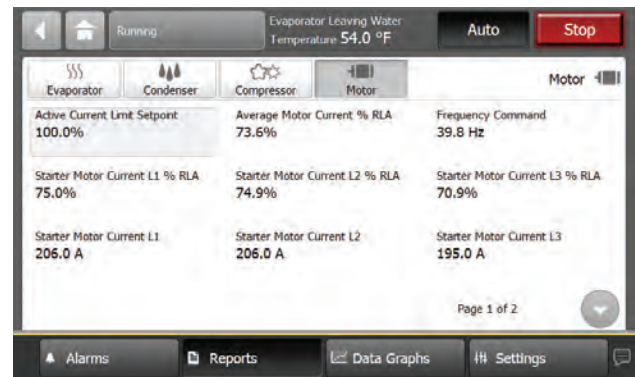 Running
Evaporator Leaving Water
Temperature 54.0 °F
Auto
Stop
Evaporator
Condenser
Compressor
Motor
Motor
Active Current Limit Setpoint
100.0%
Average Motor Current % RLA
73.6%
Frequency Command
39.8 Hz
Starter Motor Current L1 % RLA
75.0%
Starter Motor Current L2 % RLA
74.9%
Starter Motor Current L3 % RLA
70.9%
Starter Motor Current L1
206.0 A
Starter Motor Current L2
206.0 A
Starter Motor Current L3
195.0 A
Page 1 of 2
Alarms
Reports
Data Graphs
Settings